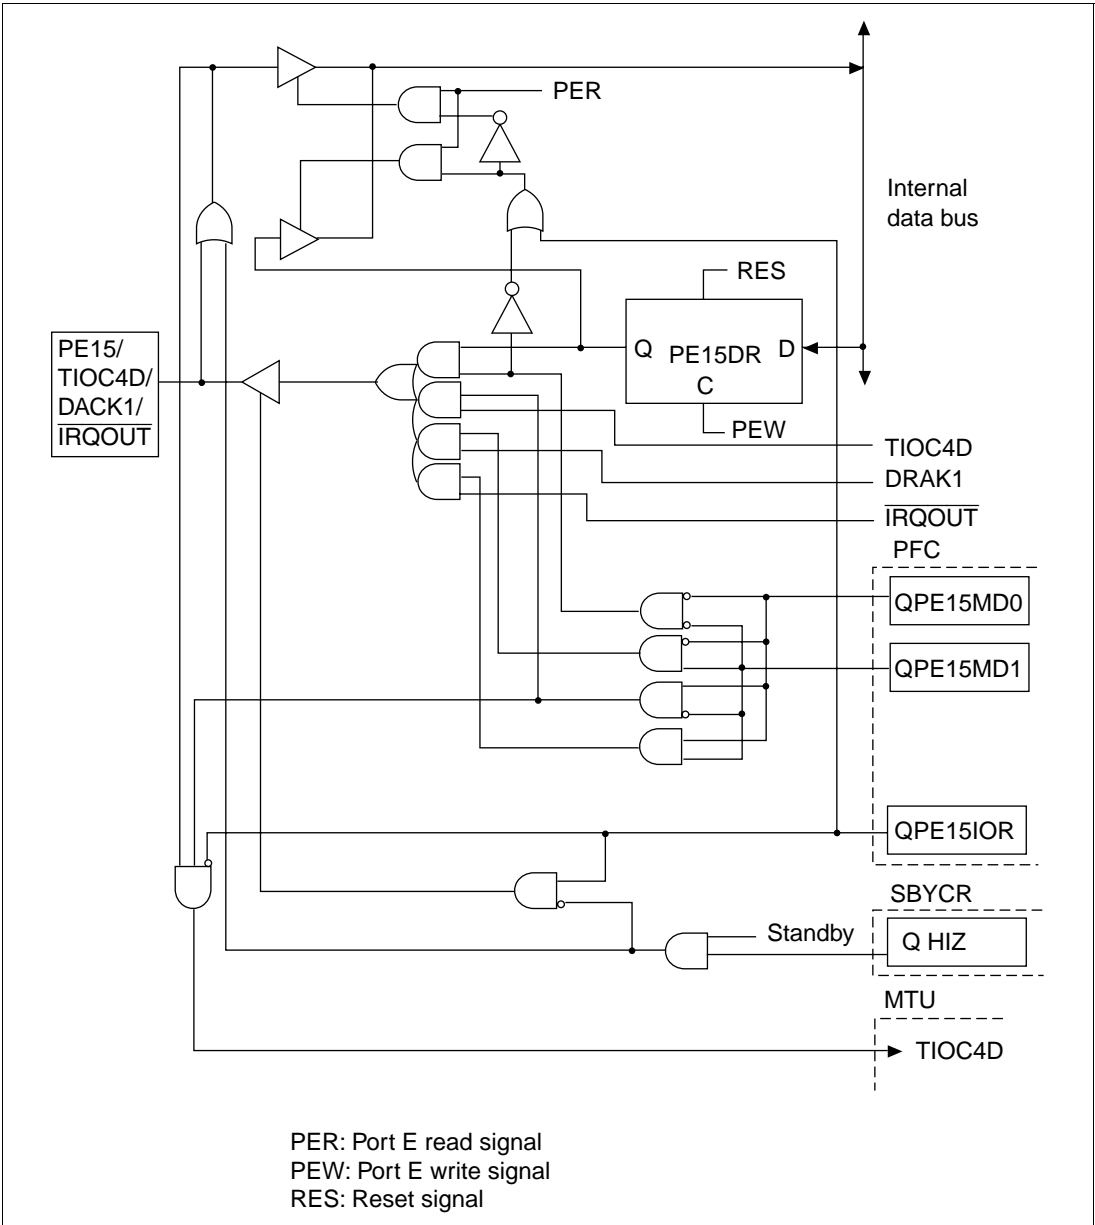 PER
Internal
data bus
RES
Q PE15DR D
C
PEW
PE15/
TIOC4D/
DACK1/
IRQOUT
TIOC4D
DRAK1
IRQOUT
PFC
QPE15MD0
QPE15MD1
QPE15IOR
SBYCR
Standby
Q HIZ
MTU
TIOC4D
PER: Port E read signal
PEW: Port E write signal
RES: Reset signal